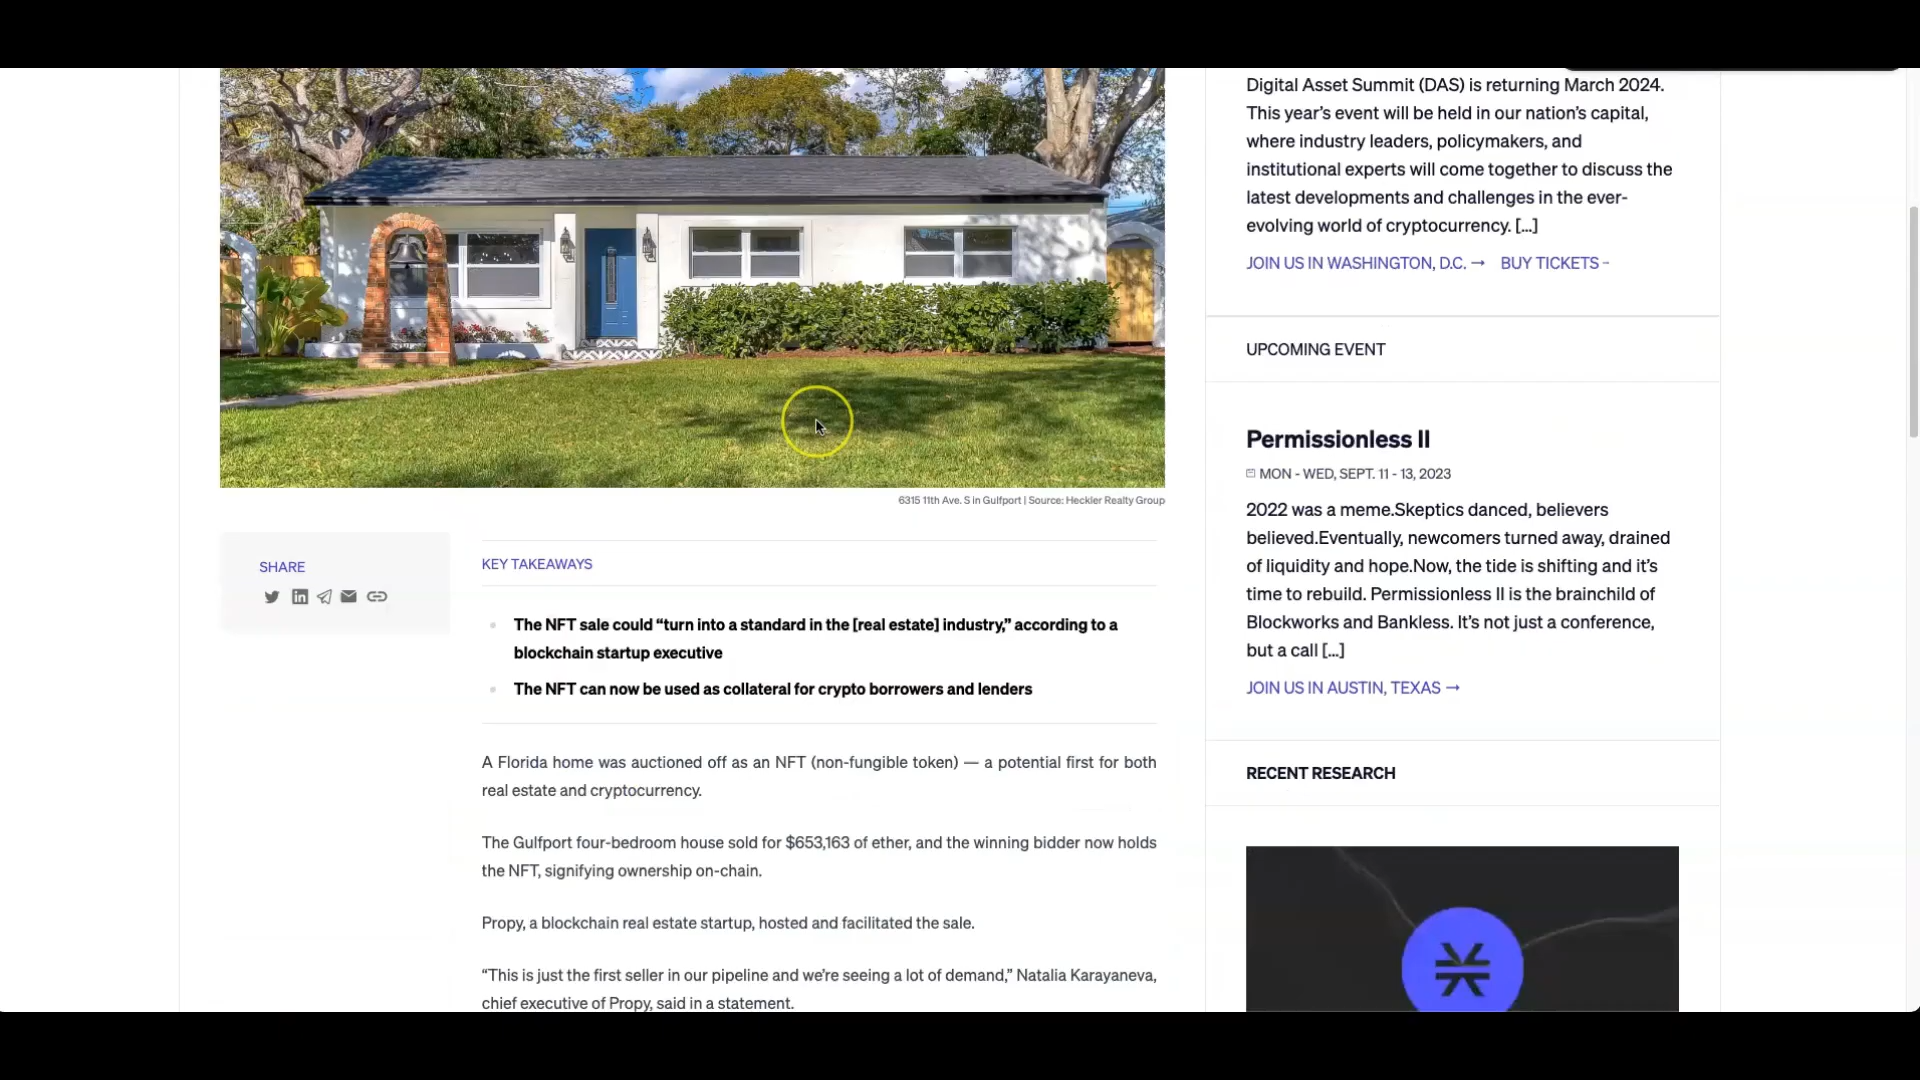 6315 11th Ave. S in Gulfport | Source: Heckler Realty Group
SHARE
KEY TAKEAWAYS
The NFT sale could “turn into a standard in the [real estate] industry,” according to a
blockchain startup executive
The NFT can now be used as collateral for crypto borrowers and lenders
A Florida home was auctioned off as an NFT (non-fungible token) — a potential first for both
real estate and cryptocurrency.
The Gulfport four-bedroom house sold for $653,163 of ether, and the winning bidder now holds
the NFT, signifying ownership on-chain.
Propy, a blockchain real estate startup, hosted and facilitated the sale.
“This is just the first seller in our pipeline and we’re seeing a lot of demand,” Natalia Karayaneva,
chief executive of Propy, said in a statement.
Digital Asset Summit (DAS) is returning March 2024.
This year’s event will be held in our nation’s capital,
where industry leaders, policymakers, and
institutional experts will come together to discuss the
latest developments and challenges in the ever-
evolving world of cryptocurrency. [...]
JOIN US IN WASHINGTON, D.C. → BUY TICKETS -
UPCOMING EVENT
Permissionless II
MON - WED, SEPT. 11 - 13, 2023
2022 was a meme.Skeptics danced, believers
believed.Eventually, newcomers turned away, drained
of liquidity and hope.Now, the tide is shifting and it’s
time to rebuild. Permissionless II is the brainchild of
Blockworks and Bankless. It’s not just a conference,
but a call [...]
JOIN US IN AUSTIN, TEXAS →
RECENT RESEARCH